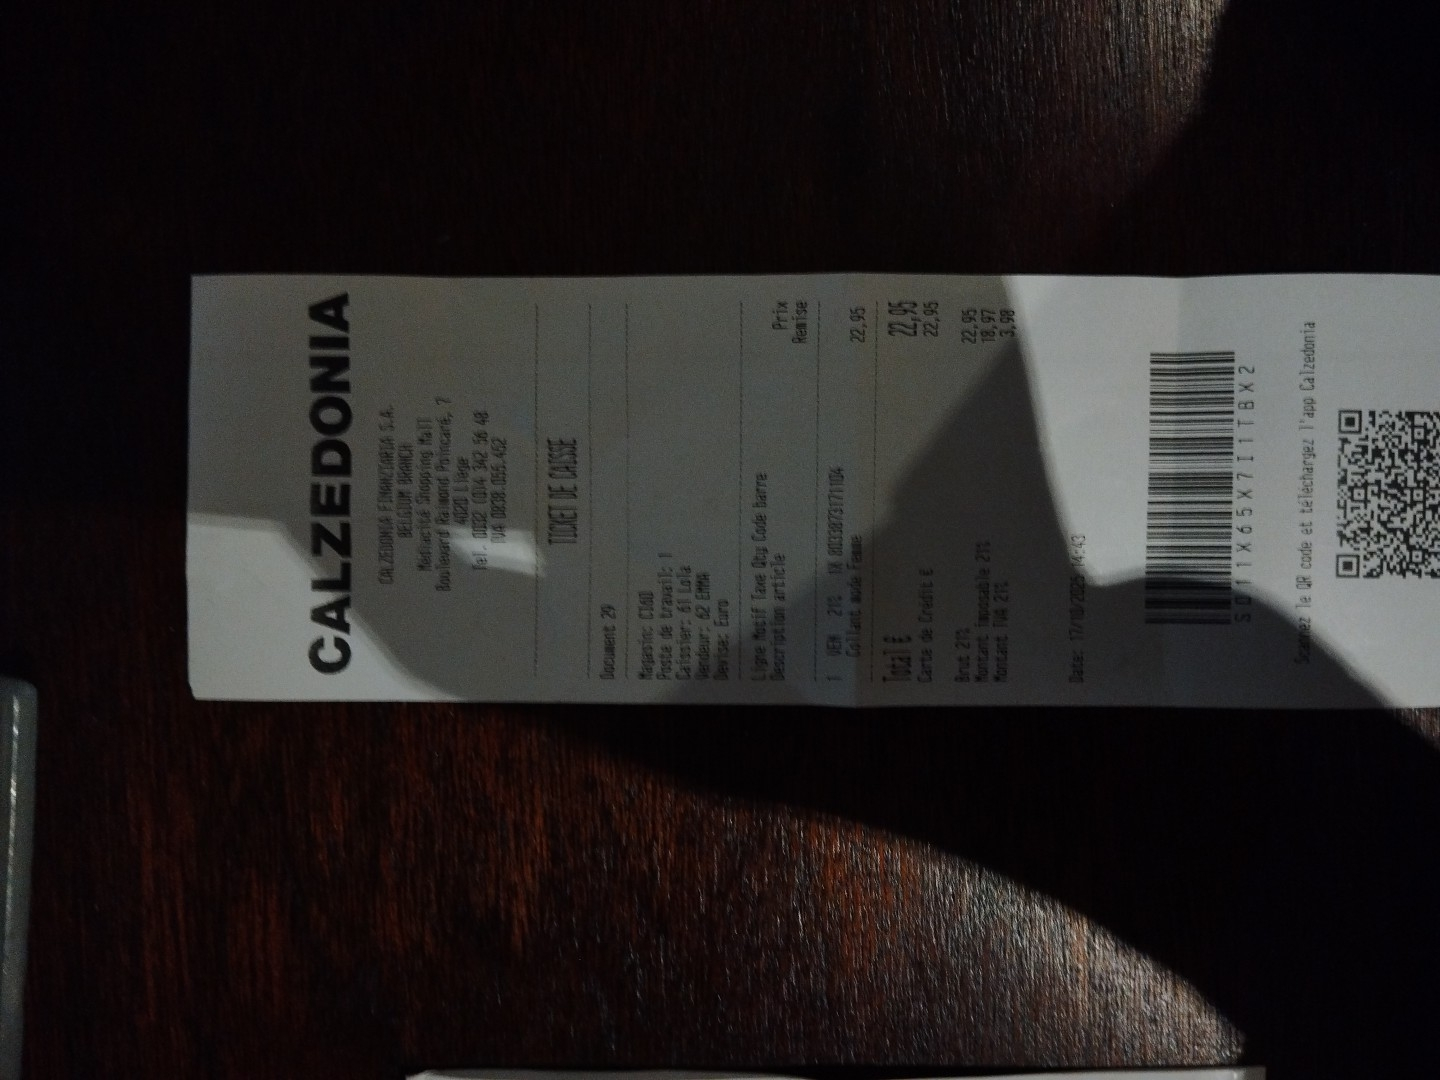 CALZEDONIA
CALZEDONIA FINANZIARIA S.A.
BELGIUM BRANCH
Mediacité Shopping Mall
Boulevard Raimond Poincaré, 7
4020 Liège
Tel. 0032 (0)4 342 56 48
TVA 0838.055.452
TICKET DE CAISSE
Document 29
Magasin: CI60
Poste de travail: 1
Caissier: 61 Lola
Vendeur: 62 EMMA
Devise: Euro
Ligne Motif Taxe Qty Code barre Prix
Description article Remise
1 VEN 21% 1X 8033873171104
Collant mode Femme 22,95
Total € 22,95
Carte de Crédit € 22,95
Brut 21% 22,95
Montant imposable 21% 18,97
Montant TVA 21% 3,98
Date: 17/10/2025 14:43
S011X65X7I1TBX2
Scannez le QR code et téléchargez l'app Calzedonia